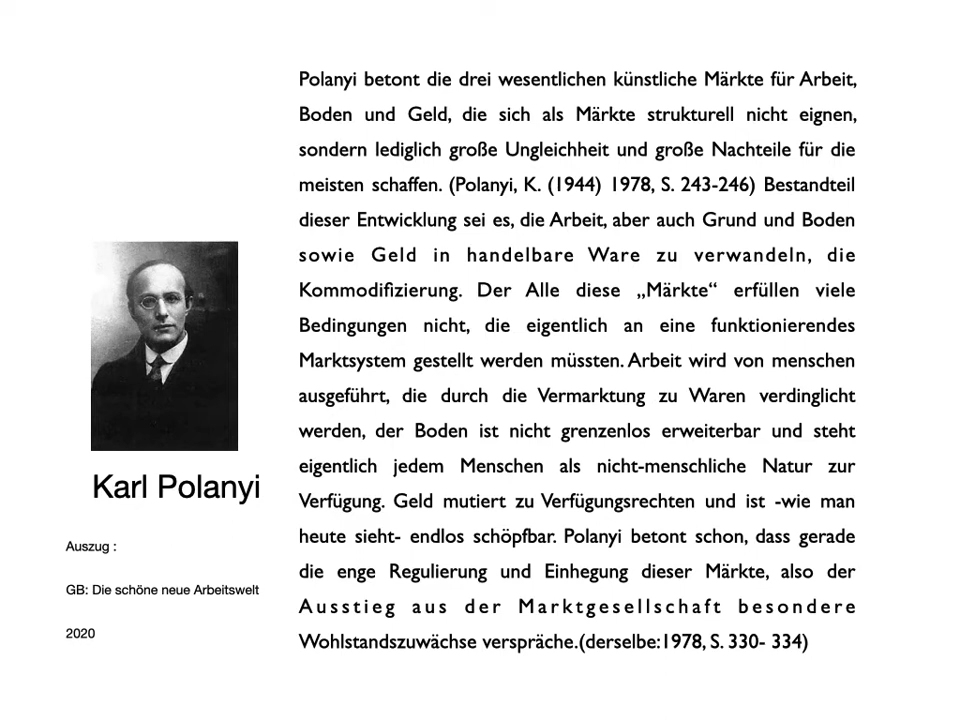 Polanyi betont die drei wesentlichen künstliche Märkte für Arbeit,
Boden und Geld, die sich als Märkte strukturell nicht eignen,
sondern lediglich große Ungleichheit und große Nachteile für die
meisten schaffen. (Polanyi, K. (1944) 1978, S. 243-246) Bestandteil
dieser Entwicklung sei es, die Arbeit, aber auch Grund und Boden
sowie Geld in handelbare Ware zu verwandeln, die
Kommodifizierung. Der Alle diese „Märkte“ erfüllen viele
Bedingungen nicht, die eigentlich an eine funktionierendes
Marktsystem gestellt werden müssten. Arbeit wird von menschen
ausgeführt, die durch die Vermarktung zu Waren verdinglicht
werden, der Boden ist nicht grenzenlos erweiterbar und steht
eigentlich jedem Menschen als nicht-menschliche Natur zur
Verfügung. Geld mutiert zu Verfügungsrechten und ist -wie man
heute sieht- endlos schöpfbar. Polanyi betont schon, dass gerade
die enge Regulierung und Einhegung dieser Märkte, also der
Ausstieg aus der Marktgesellschaft besondere
Wohlstandszuwächse verspräche.(derselbe:1978, S. 330- 334)
Karl Polanyi
Auszug :
GB: Die schöne neue Arbeitswelt
2020